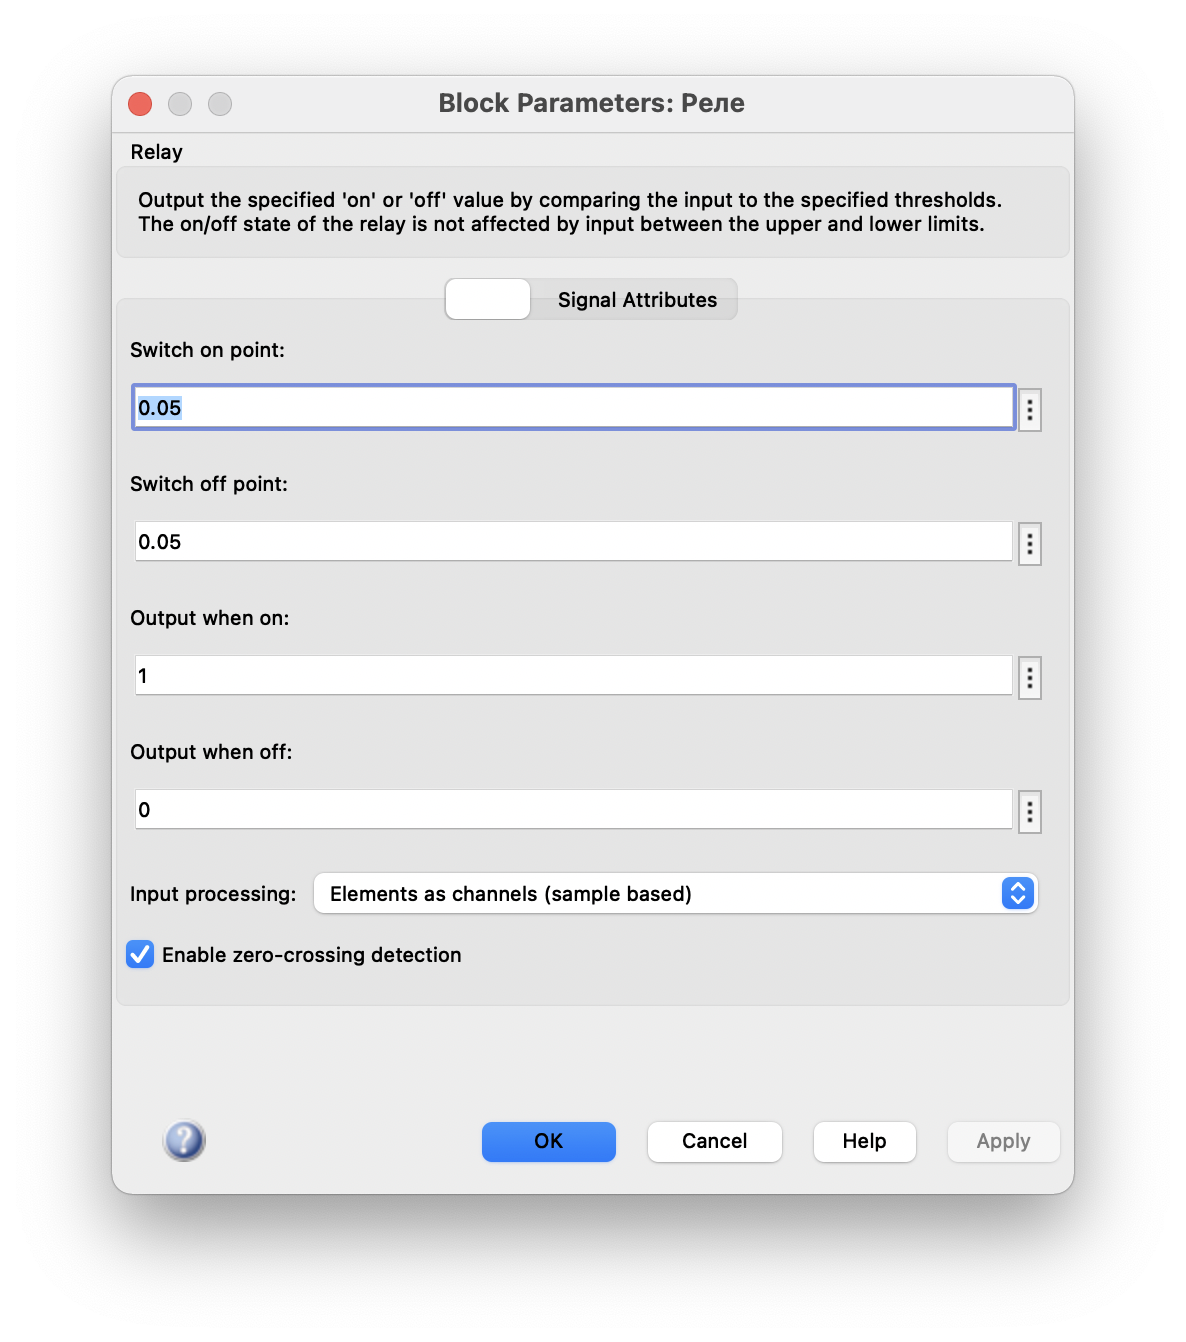 Block Parameters: Реле
Relay
Output the specified 'on' or 'off' value by comparing the input to the specified thresholds.
The on/off state of the relay is not affected by input between the upper and lower limits.
Signal Attributes
Switch on point:
0.05
Switch off point:
0.05
Output when on:
1
Output when off:
0
Input processing: Elements as channels (sample based)
Enable zero-crossing detection
? OK Cancel Help Apply